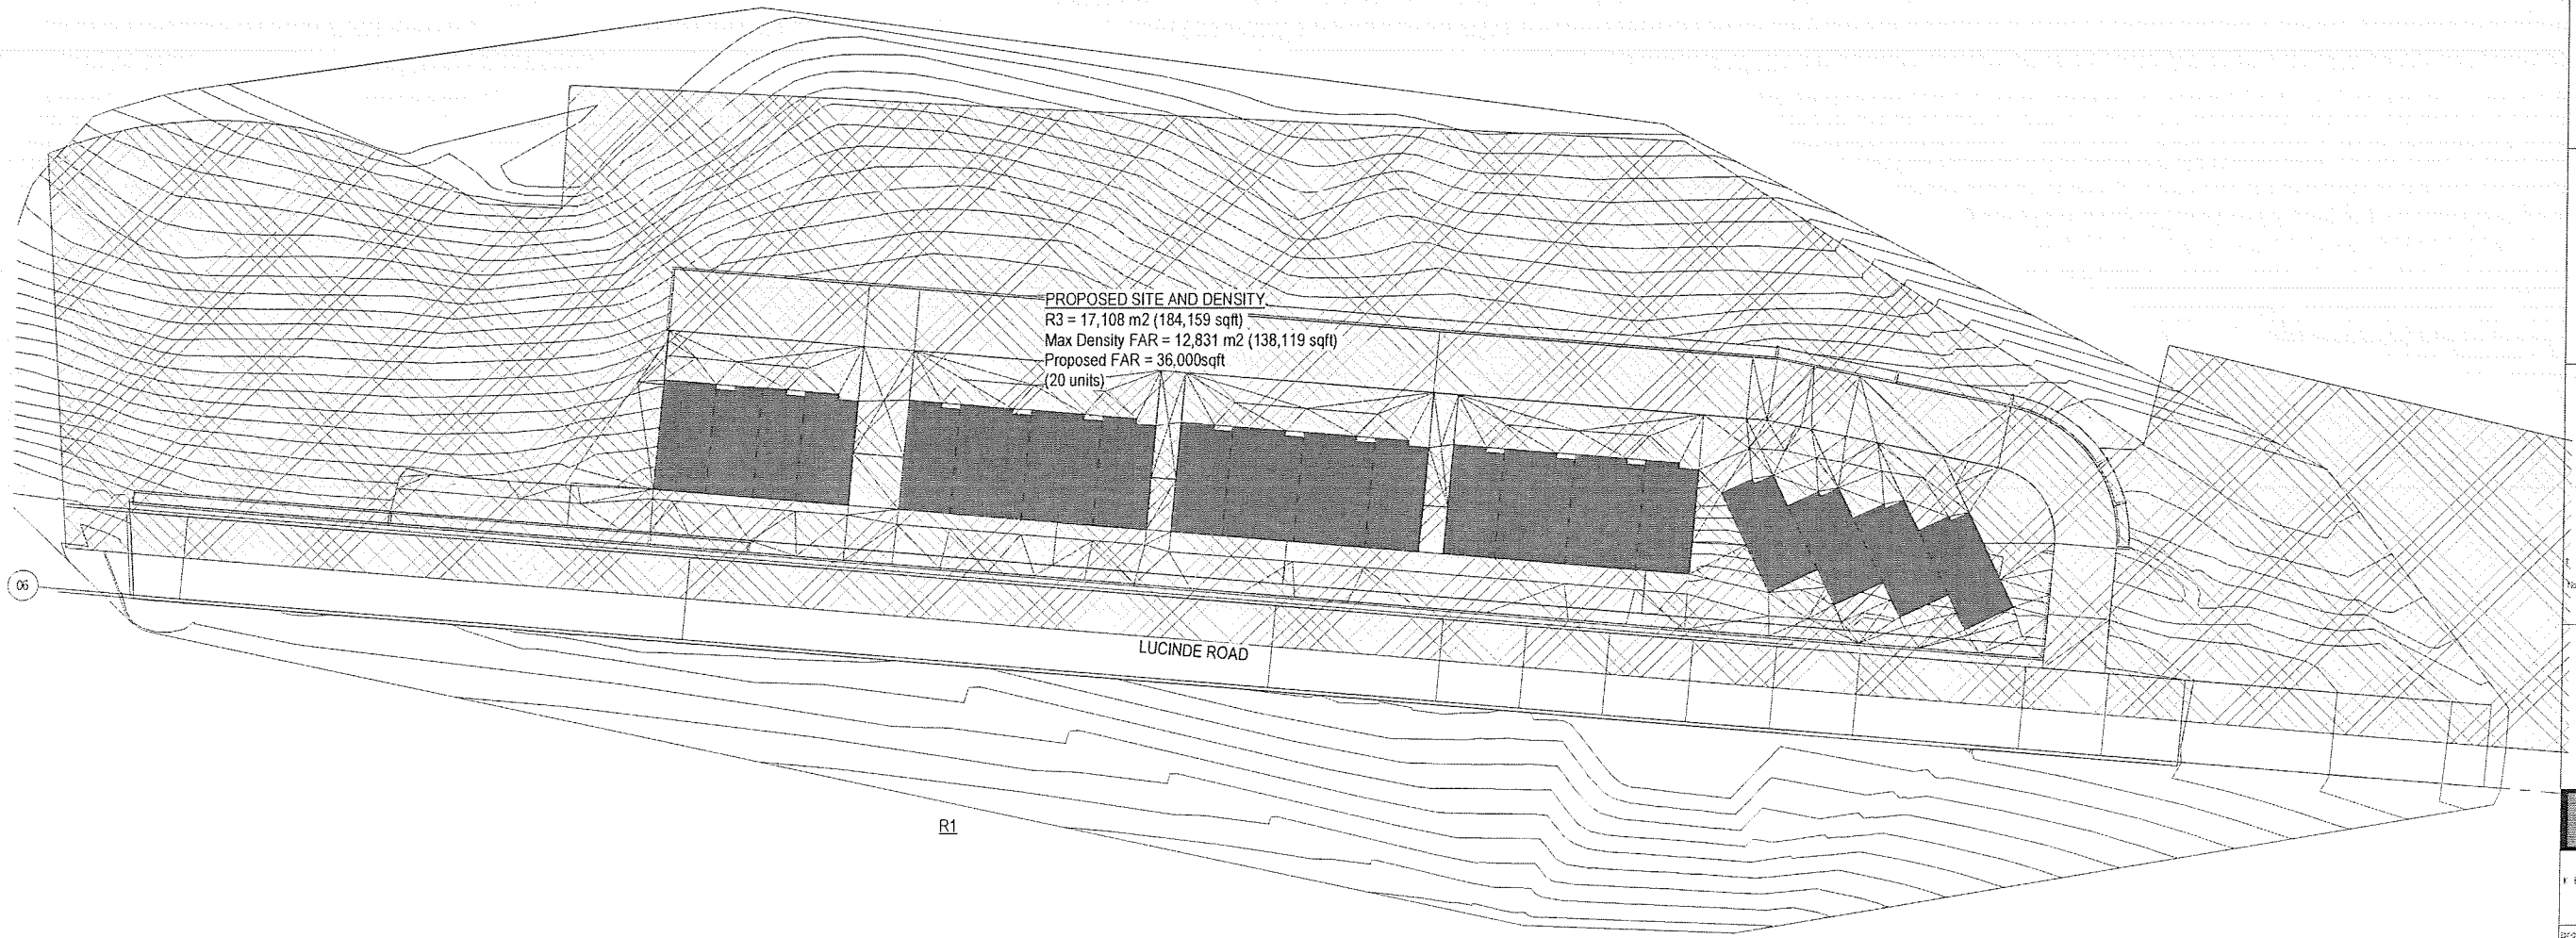 PROPOSED SITE AND DENSITY
R3 = 17,108 m2 (184,159 sqft)
Max Density FAR = 12,831 m2 (138,119 sqft)
Proposed FAR = 36,000sqft
(20 units)
06
LUCINDE ROAD
R1